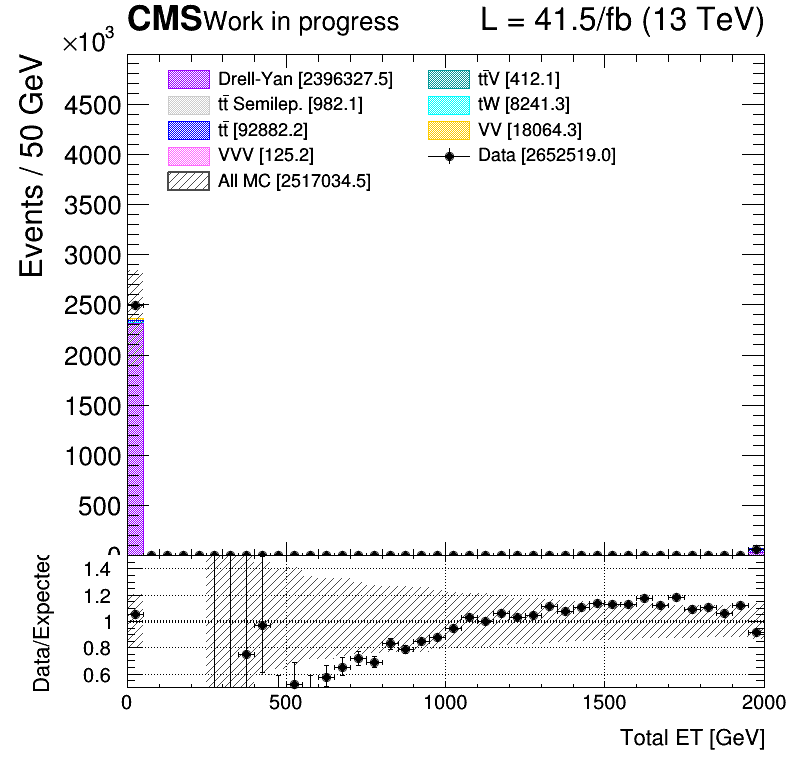 CMS Work in progress L = 41.5/fb (13 TeV)
×10³
Events / 50 GeV
Drell-Yan [2396327.5]
tt̄ Semilep. [982.1]
tt̄ [92882.2]
VVV [125.2]
All MC [2517034.5]
tt̄V [412.1]
tW [8241.3]
VV [18064.3]
Data [2652519.0]
4500
4000
3500
3000
2500
2000
1500
1000
500
0
Data/Expected
1.4
1.2
1
0.8
0.6
0 500 1000 1500 2000
Total ET [GeV]